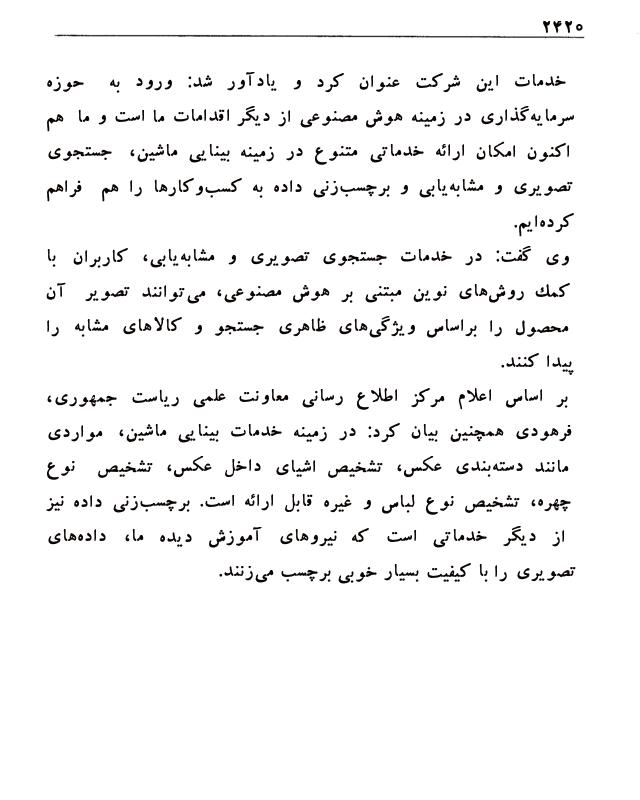 ۲۴۲۰
خدمات این شرکت عنوان کرد و یادآور شد: ورود به حوزه
سرمایه‌گذاری در زمینه هوش مصنوعی از دیگر اقدامات ما است و ما هم
اکنون امکان ارائه خدماتی متنوع در زمینه بینایی ماشین، جستجوی
تصویری و مشابه‌یابی و برچسب‌زنی داده به کسب‌وکارها را هم فراهم
کرده‌ایم.
وی گفت: در خدمات جستجوی تصویری و مشابه‌یابی، کاربران با
کمك روش‌های نوین مبتنی بر هوش مصنوعی، می‌توانند تصویر آن
محصول را براساس ویژگی‌های ظاهری جستجو و کالاهای مشابه را
پیدا کنند.
بر اساس اعلام مرکز اطلاع رسانی معاونت علمی ریاست جمهوری،
فرهودی همچنین بیان کرد: در زمینه خدمات بینایی ماشین، مواردی
مانند دسته‌بندی عکس، تشخیص اشیای داخل عکس، تشخیص نوع
چهره، تشخیص نوع لباس و غیره قابل ارائه است. برچسب‌زنی داده نیز
از دیگر خدماتی است که نیروهای آموزش دیده ما، داده‌های
تصویری را با کیفیت بسیار خوبی برچسب می‌زنند.